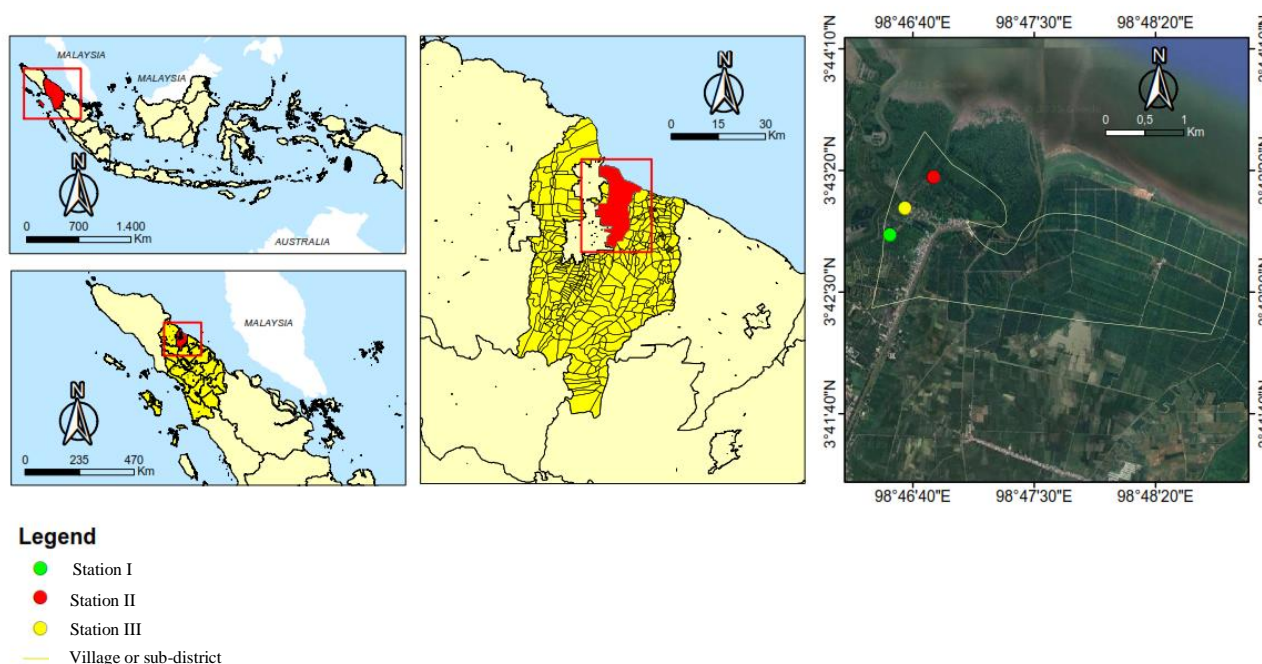 MALAYSIA
MALAYSIA
N
0 700 1.400
Km
AUSTRALIA
MALAYSIA
N
0 235 470
Km
N
0 15 30
Km
98°46'40"E 98°47'30"E 98°48'20"E
3°44'10"N
N
0 0,5 1
Km
3°43'20"N
3°42'30"N
3°41'40"N
98°46'40"E 98°47'30"E 98°48'20"E
Legend
Station I
Station II
Station III
Village or sub-district